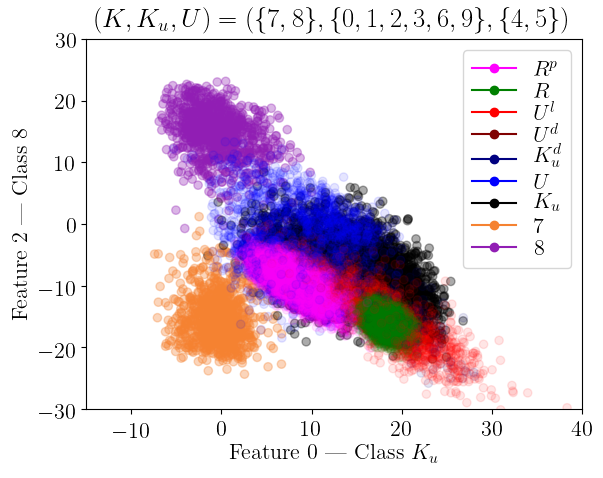 (K, K_u, U) = ({7, 8}, {0, 1, 2, 3, 6, 9}, {4, 5})
30
20
10
0
−10
−20
−30
Feature 2 — Class 8
R^p
R
U^l
U^d
K_u^d
U
K_u
7
8
−10
0
10
20
30
40
Feature 0 — Class K_u